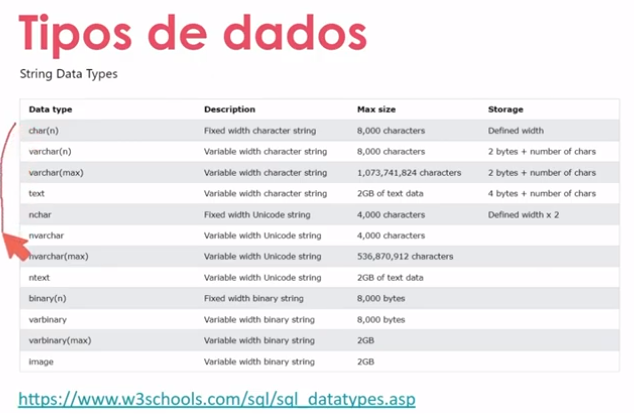 Tipos de dados
String Data Types
Data type Description Max size Storage
char(n) Fixed width character string 8,000 characters Defined width
varchar(n) Variable width character string 8,000 characters 2 bytes + number of chars
varchar(max) Variable width character string 1,073,741,824 characters 2 bytes + number of chars
text Variable width character string 2GB of text data 4 bytes + number of chars
nchar Fixed width Unicode string 4,000 characters Defined width x 2
nvarchar Variable width Unicode string 4,000 characters
nvarchar(max) Variable width Unicode string 536,870,912 characters
ntext Variable width Unicode string 2GB of text data
binary(n) Fixed width binary string 8,000 bytes
varbinary Variable width binary string 8,000 bytes
varbinary(max) Variable width binary string 2GB
image Variable width binary string 2GB
https://www.w3schools.com/sql/sql_datatypes.asp